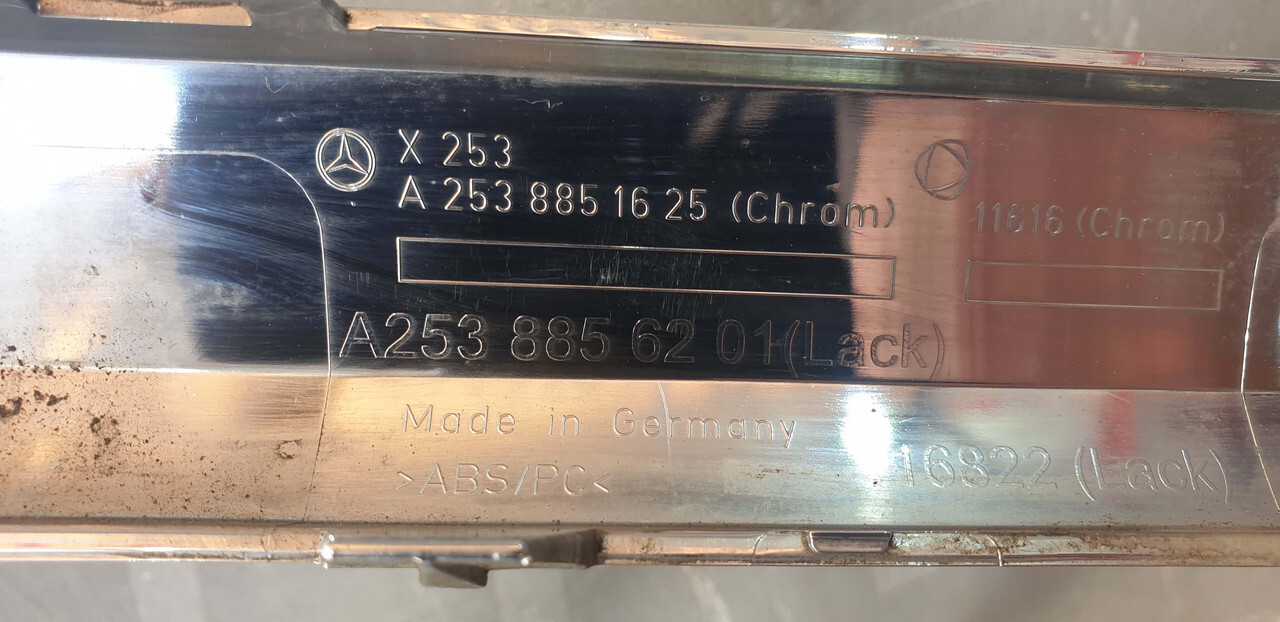 X 253
A 253 885 16 25 (Chrom)
11616 (Chrom)
A253 885 62 01(Lack)
Made in Germany
16822 (Lack)
>ABS/PC<